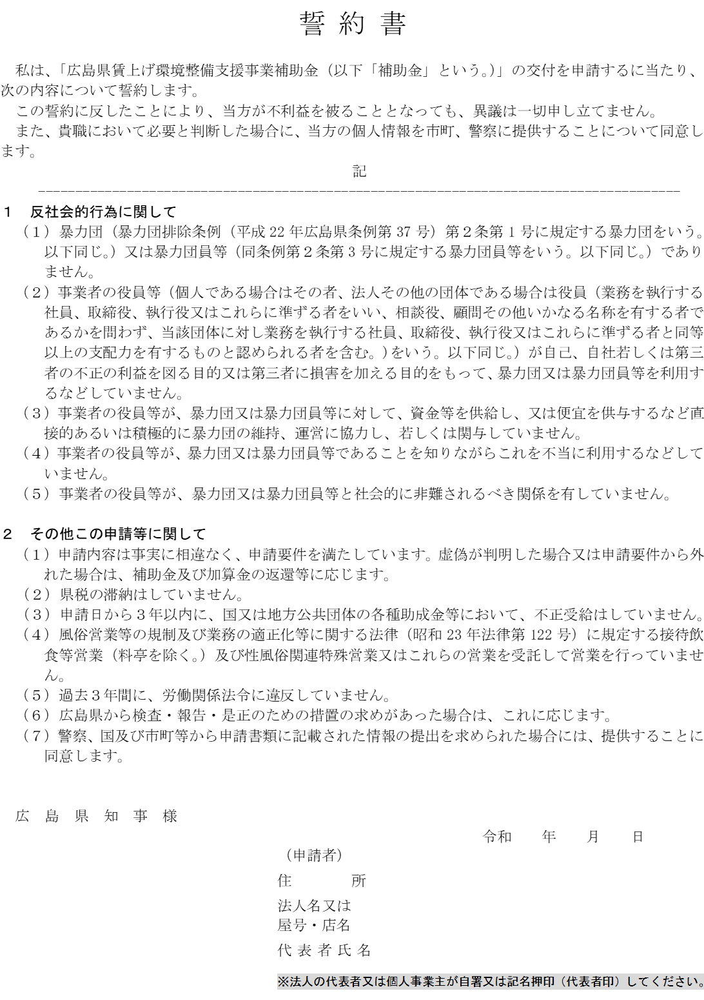 誓 約 書
私は、「広島県賃上げ環境整備支援事業補助金（以下「補助金」という。）」の交付を申請するに当たり、
次の内容について誓約します。
この誓約に反したことにより、当方が不利益を被ることとなっても、異議は一切申し立てません。
また、貴職において必要と判断した場合に、当方の個人情報を市町、警察に提供することについて同意し
ます。
記
１　反社会的行為に関して
（１）暴力団（暴力団排除条例（平成 22 年広島県条例第 37 号）第２条第 1 号に規定する暴力団をいう。
以下同じ。）又は暴力団員等（同条例第２条第 3 号に規定する暴力団員等をいう。以下同じ。）であり
ません。
（２）事業者の役員等（個人である場合はその者、法人その他の団体である場合は役員（業務を執行する
社員、取締役、執行役又はこれらに準ずる者をいい、相談役、顧問その他いかなる名称を有する者で
あるかを問わず、当該団体に対し業務を執行する社員、取締役、執行役又はこれらに準ずる者と同等
以上の支配力を有するものと認められる者を含む。）をいう。以下同じ。）が自己、自社若しくは第三
者の不正の利益を図る目的又は第三者に損害を加える目的をもって、暴力団又は暴力団員等を利用す
るなどしていません。
（３）事業者の役員等が、暴力団又は暴力団員等に対して、資金等を供給し、又は便宜を供与するなど直
接的あるいは積極的に暴力団の維持、運営に協力し、若しくは関与していません。
（４）事業者の役員等が、暴力団又は暴力団員等であることを知りながらこれを不当に利用するなどして
いません。
（５）事業者の役員等が、暴力団又は暴力団員等と社会的に非難されるべき関係を有していません。
２　その他この申請等に関して
（１）申請内容は事実に相違なく、申請要件を満たしています。虚偽が判明した場合又は申請要件から外
れた場合は、補助金及び加算金の返還等に応じます。
（２）県税の滞納はしていません。
（３）申請日から３年以内に、国又は地方公共団体の各種助成金等において、不正受給はしていません。
（４）風俗営業等の規制及び業務の適正化等に関する法律（昭和 23 年法律第 122 号）に規定する接待飲
食等営業（料亭を除く。）及び性風俗関連特殊営業又はこれらの営業を受託して営業を行っていませ
ん。
（５）過去３年間に、労働関係法令に違反していません。
（６）広島県から検査・報告・是正のための措置の求めがあった場合は、これに応じます。
（７）警察、国及び市町等から申請書類に記載された情報の提出を求められた場合には、提供することに
同意します。
広　島　県　知　事　様
令和　　年　　月　　日
（申請者）
住　　　　所
法人名又は
屋号・店名
代 表 者 氏 名
※法人の代表者又は個人事業主が自署又は記名押印（代表者印）してください。